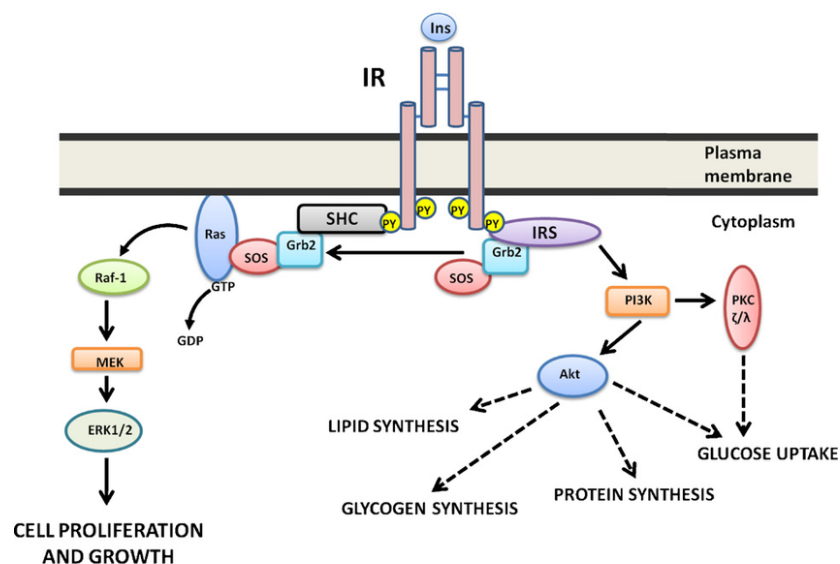 Ins
IR
Plasma
membrane
Cytoplasm
PY
PY
PY
PY
SHC
IRS
Ras
SOS
Grb2
Grb2
SOS
Raf-1
GTP
GDP
PI3K
PKC
ζ/λ
MEK
Akt
ERK1/2
LIPID SYNTHESIS
GLUCOSE UPTAKE
GLYCOGEN SYNTHESIS
PROTEIN SYNTHESIS
CELL PROLIFERATION
AND GROWTH